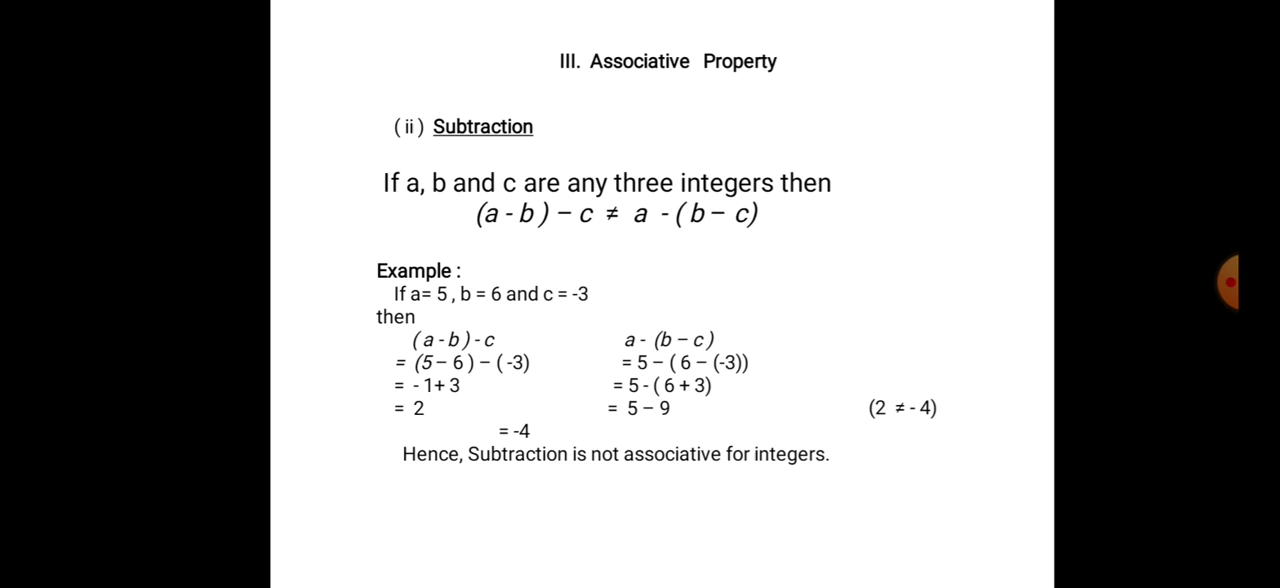 III. Associative Property
( ii ) Subtraction
If a, b and c are any three integers then
(a - b ) – c ≠ a - ( b – c)
Example :
If a= 5 , b = 6 and c = -3
then
( a - b ) - c a - (b – c )
= (5 – 6 ) – ( -3) = 5 – ( 6 – (-3))
= - 1+ 3 = 5 - ( 6 + 3)
= 2 = 5 – 9 (2 ≠ - 4)
= -4
Hence, Subtraction is not associative for integers.